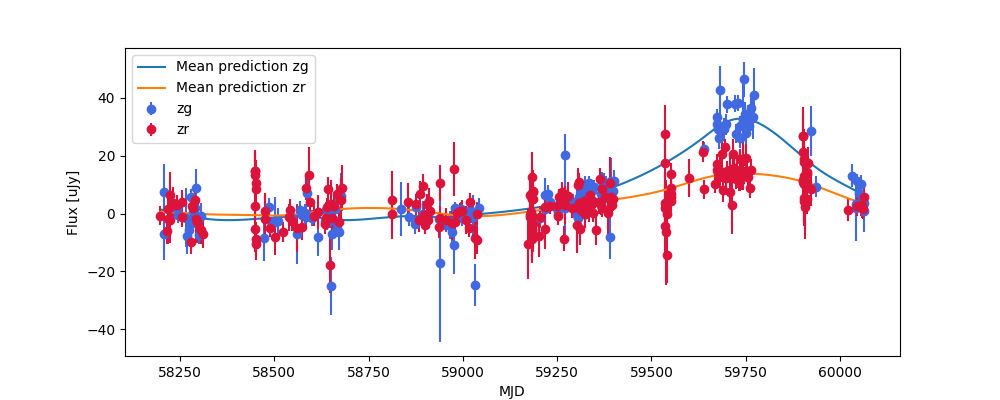 Mean prediction zg
Mean prediction zr
zg
zr
Flux [uJy]
40
20
0
−20
−40
58250
58500
58750
59000
59250
59500
59750
60000
MJD